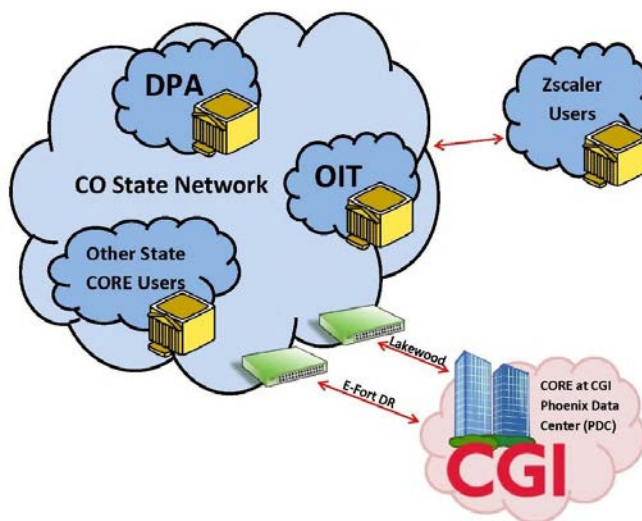 DPA
Zscaler
Users
CO State Network
OIT
Other State
CORE Users
Lakewood
E-Fort DR
CORE at CGI
Phoenix Data
Center (PDC)
CGI